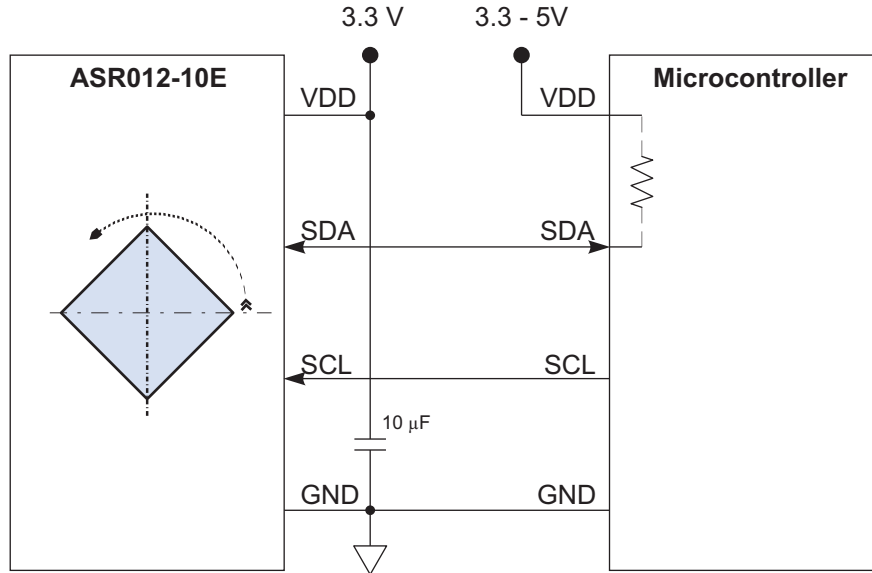 3.3 V
3.3 - 5V
ASR012-10E
Microcontroller
VDD
VDD
SDA
SDA
SCL
SCL
10 μF
GND
GND